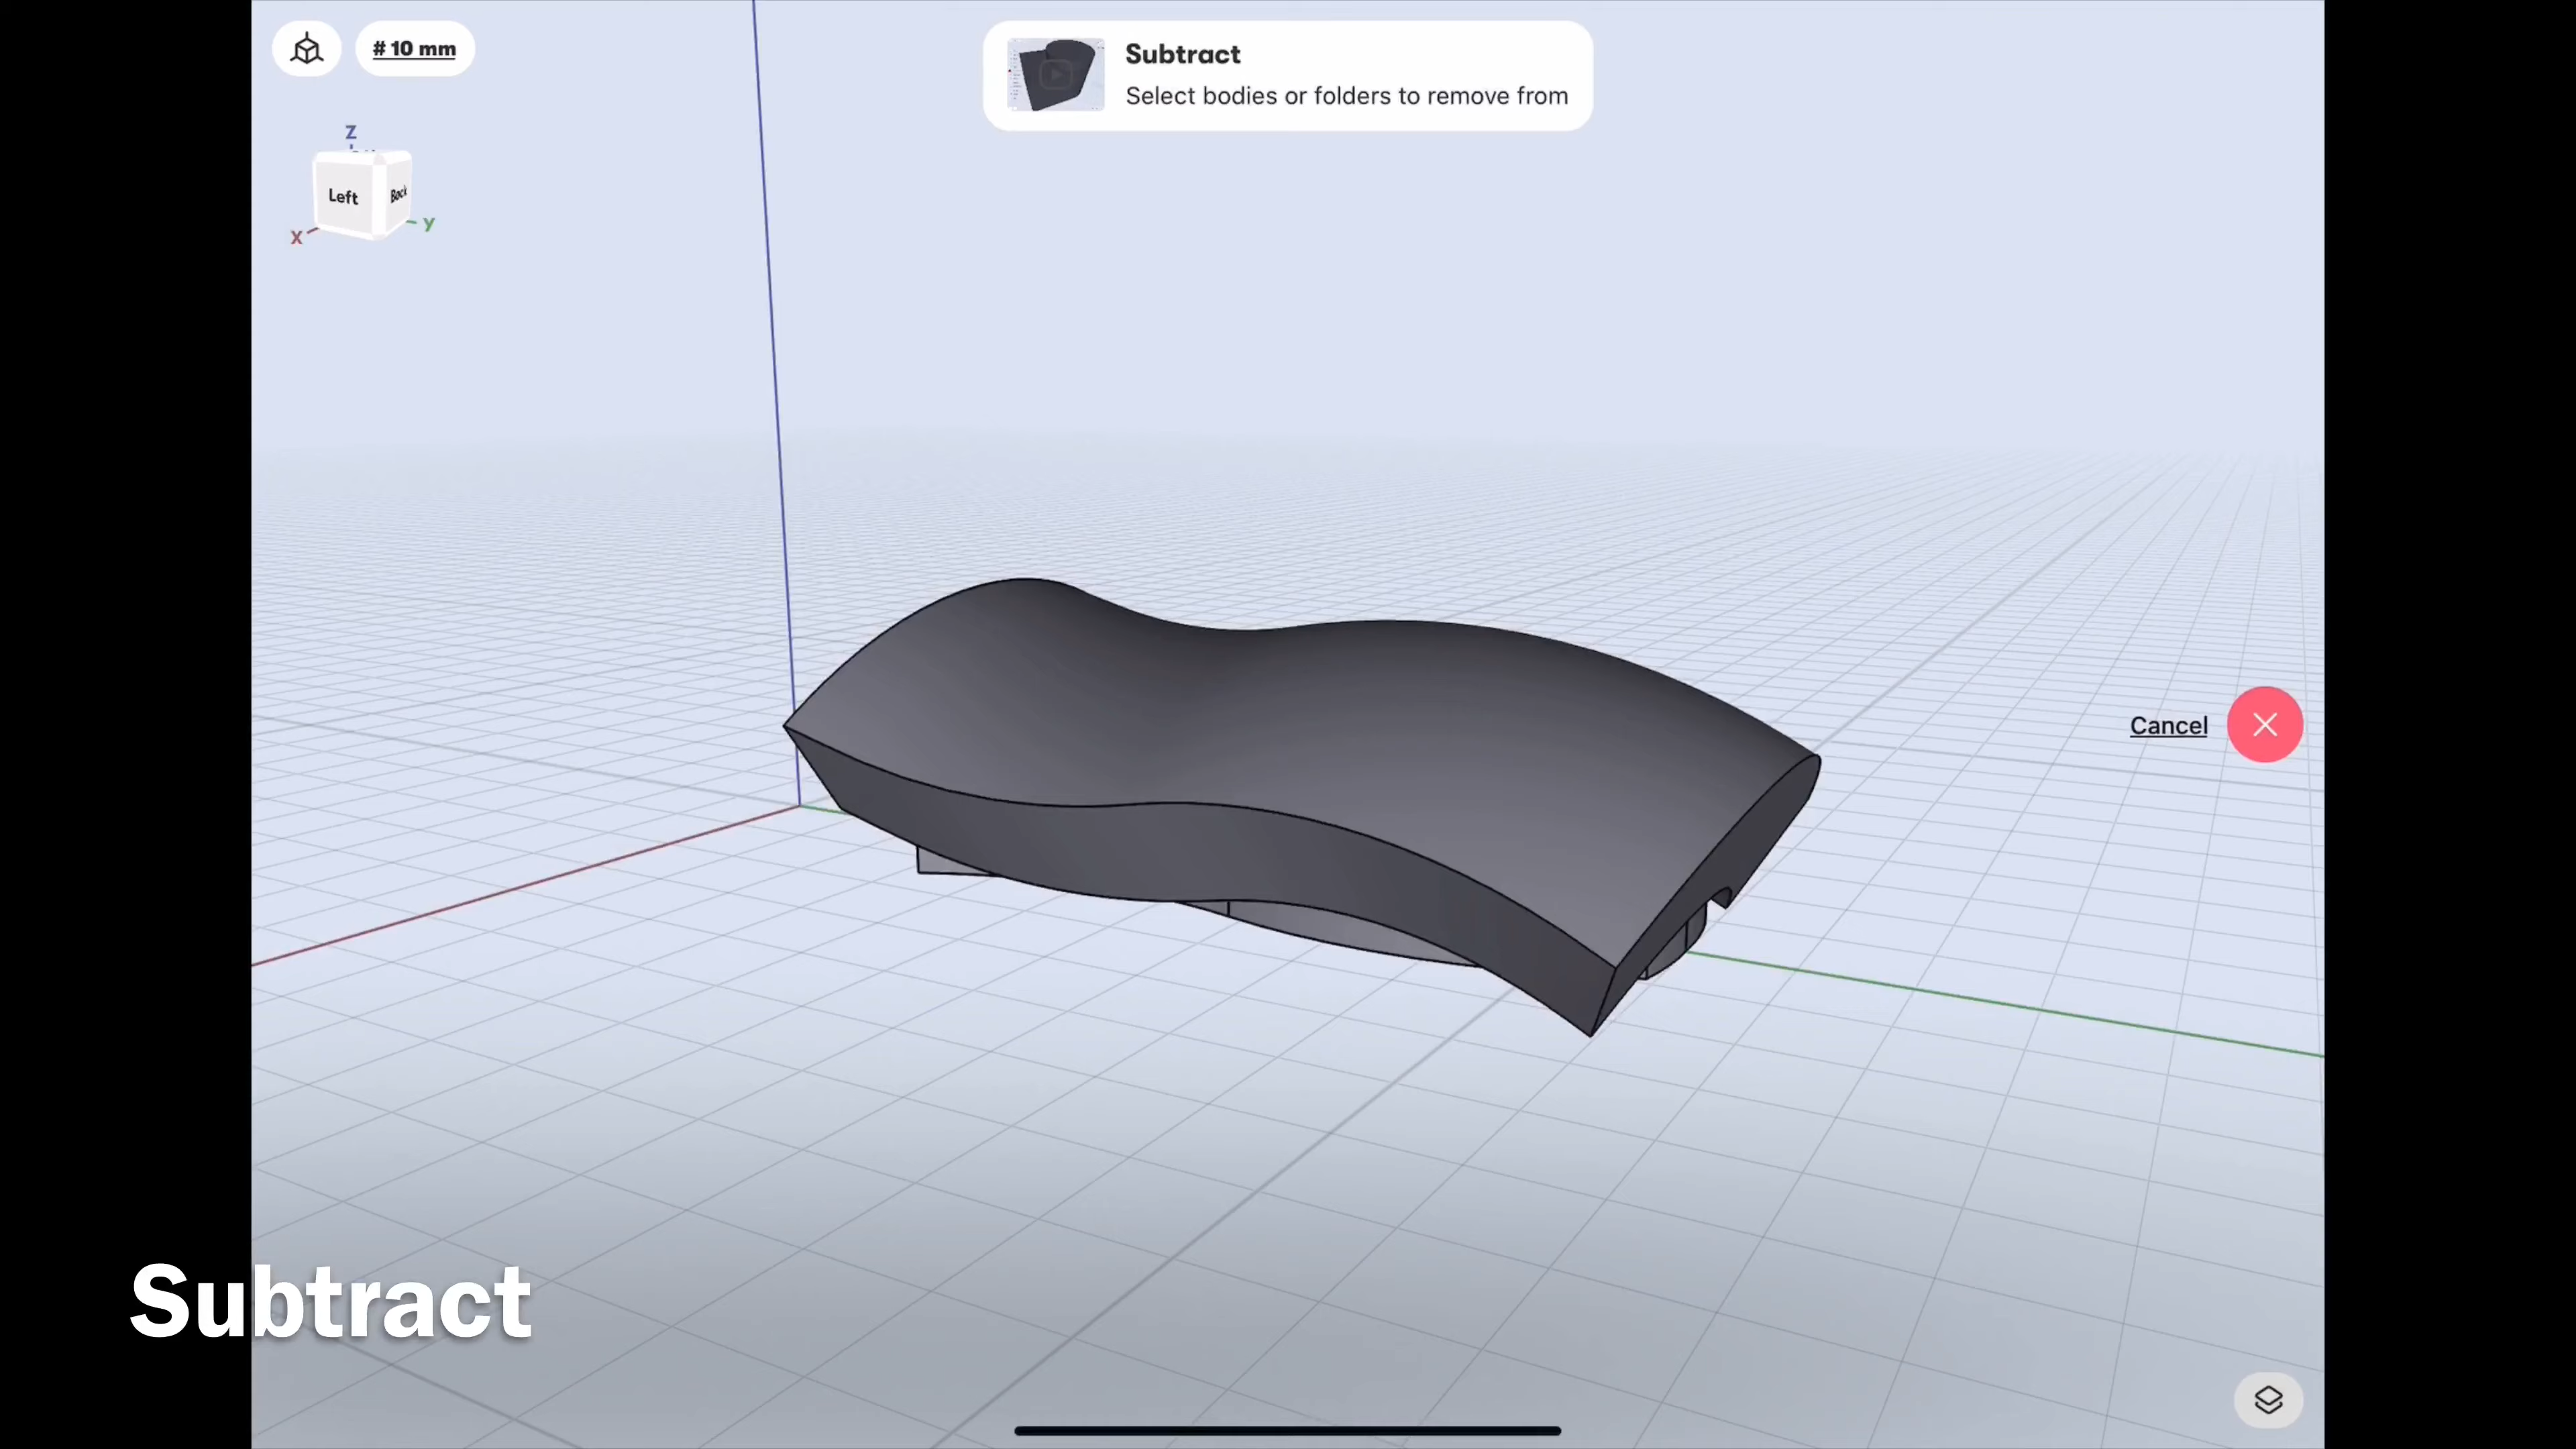 # 10 mm
Subtract
Select bodies or folders to remove from
Z
Left
Back
X
Y
Cancel
Subtract